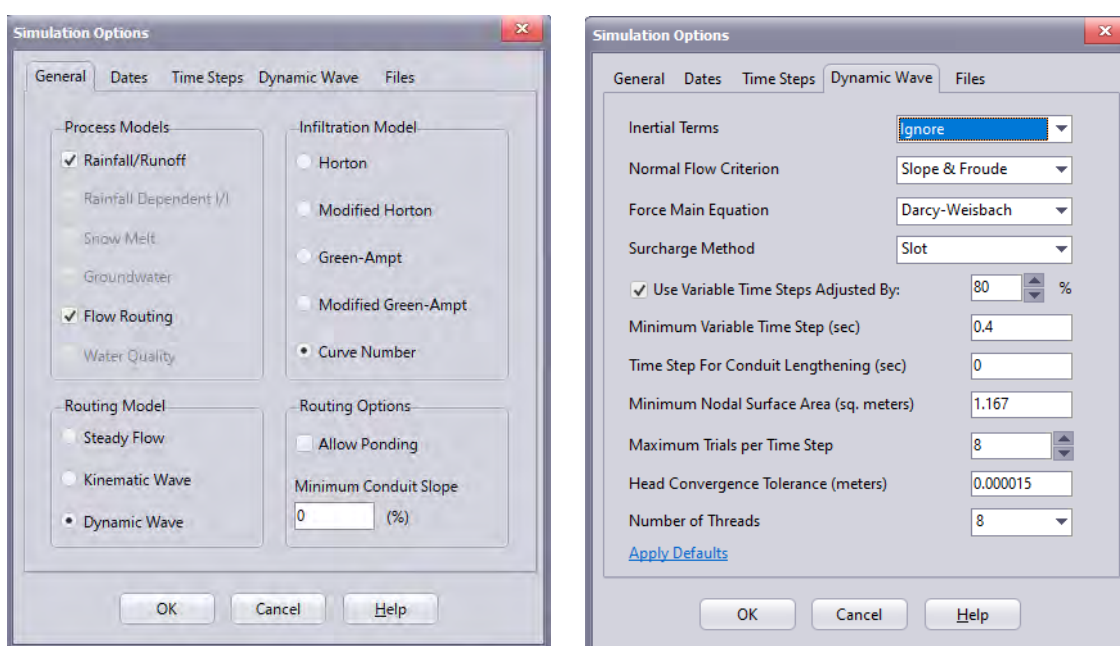 Simulation Options
General Dates Time Steps Dynamic Wave Files
Process Models
Rainfall/Runoff
Rainfall Dependent I/I
Snow Melt
Groundwater
Flow Routing
Water Quality
Infiltration Model
Horton
Modified Horton
Green-Ampt
Modified Green-Ampt
Curve Number
Routing Model
Steady Flow
Kinematic Wave
Dynamic Wave
Routing Options
Allow Ponding
Minimum Conduit Slope
0 (%)
OK Cancel Help
Simulation Options
General Dates Time Steps Dynamic Wave Files
Inertial Terms Ignore
Normal Flow Criterion Slope & Froude
Force Main Equation Darcy-Weisbach
Surcharge Method Slot
Use Variable Time Steps Adjusted By: 80 %
Minimum Variable Time Step (sec) 0.4
Time Step For Conduit Lengthening (sec) 0
Minimum Nodal Surface Area (sq. meters) 1.167
Maximum Trials per Time Step 8
Head Convergence Tolerance (meters) 0.000015
Number of Threads 8
Apply Defaults
OK Cancel Help